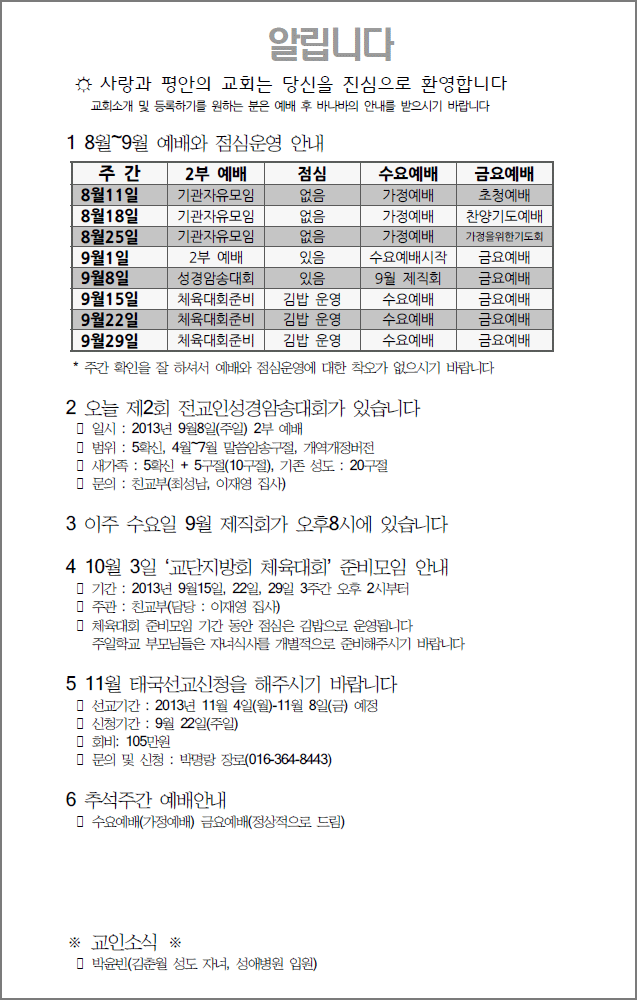 알립니다
☼ 사랑과 평안의 교회는 당신을 진심으로 환영합니다
교회소개 및 등록하기를 원하는 분은 예배 후 바나바의 안내를 받으시기 바랍니다
1 8월~9월 예배와 점심운영 안내
주 간 2부 예배 점심 수요예배 금요예배
8월11일 기관자유모임 없음 가정예배 초청예배
8월18일 기관자유모임 없음 가정예배 찬양기도예배
8월25일 기관자유모임 없음 가정예배 가정을위한기도회
9월1일 2부 예배 있음 수요예배시작 금요예배
9월8일 성경암송대회 있음 9월 제직회 금요예배
9월15일 체육대회준비 김밥 운영 수요예배 금요예배
9월22일 체육대회준비 김밥 운영 수요예배 금요예배
9월29일 체육대회준비 김밥 운영 수요예배 금요예배
* 주간 확인을 잘 하셔서 예배와 점심운영에 대한 착오가 없으시기 바랍니다
2 오늘 제2회 전교인성경암송대회가 있습니다
▯ 일시 : 2013년 9월8일(주일) 2부 예배
▯ 범위 : 5확신, 4월~7월 말씀암송구절, 개역개정버전
▯ 새가족 : 5확신 + 5구절(10구절), 기존 성도 : 20구절
▯ 문의 : 친교부(최성남, 이재영 집사)
3 이주 수요일 9월 제직회가 오후8시에 있습니다
4 10월 3일 ‘교단지방회 체육대회’ 준비모임 안내
▯ 기간 : 2013년 9월15일, 22일, 29일 3주간 오후 2시부터
▯ 주관 : 친교부(담당 : 이재영 집사)
▯ 체육대회 준비모임 기간 동안 점심은 김밥으로 운영됩니다
주일학교 부모님들은 자녀식사를 개별적으로 준비해주시기 바랍니다
5 11월 태국선교신청을 해주시기 바랍니다
▯ 선교기간 : 2013년 11월 4일(월)-11월 8일(금) 예정
▯ 신청기간 : 9월 22일(주일)
▯ 회비: 105만원
▯ 문의 및 신청 : 박명랑 장로(016-364-8443)
6 추석주간 예배안내
▯ 수요예배(가정예배) 금요예배(정상적으로 드림)
※ 교인소식 ※
▯ 박윤빈(김춘월 성도 자녀, 성애병원 입원)